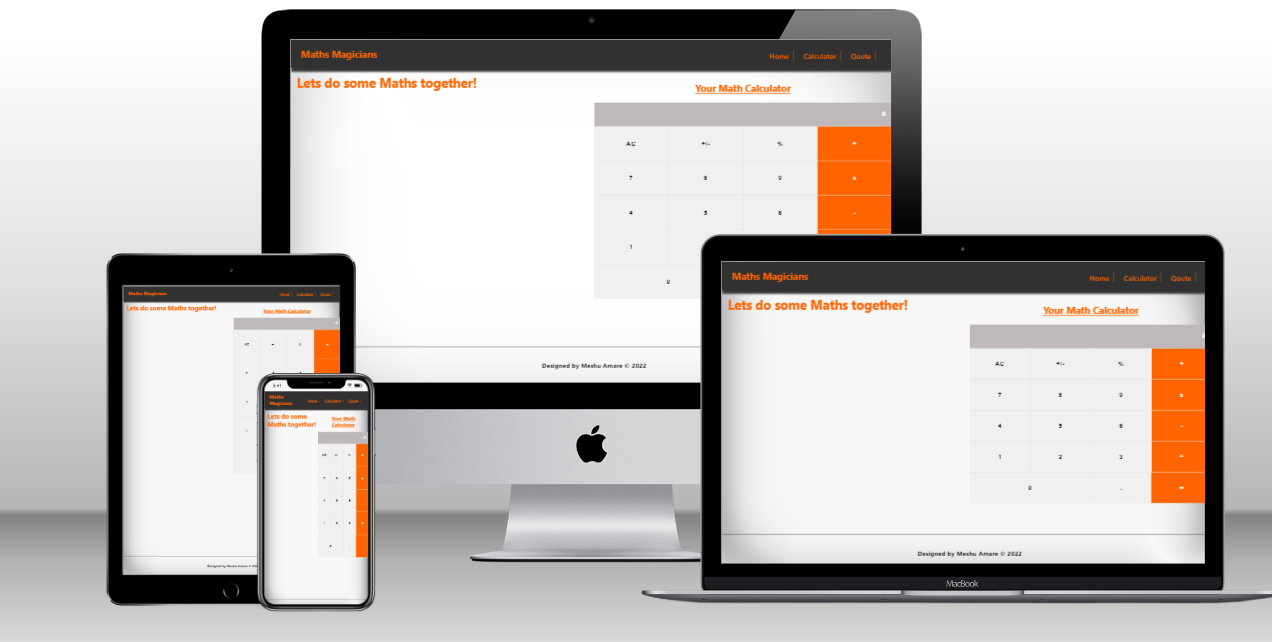 Maths Magicians
Home | Calculator | Qoute |
Lets do some Maths together!
Your Math Calculator
0
AC +/- %
7 8 9 x
4 5 6 -
1
0
Designed by Meshu Amare © 2022
Maths Magicians
Home | Calculator | Qoute |
Lets do some Maths together!
Your Math Calculator
AC +/- %
7 8 9 x
4 5 6 -
1 2 3
0 . =
Designed by Meshu Amare © 2022
MacBook
Maths Magicians
Home | Calculator | Qoute |
Lets do some Maths together!
Your Math Calculator
AC
Designed by Meshu Amare ©
Maths
Magicians
Home | Calculator | Qoute |
Lets do some
Maths together!
Your Math
Calculator